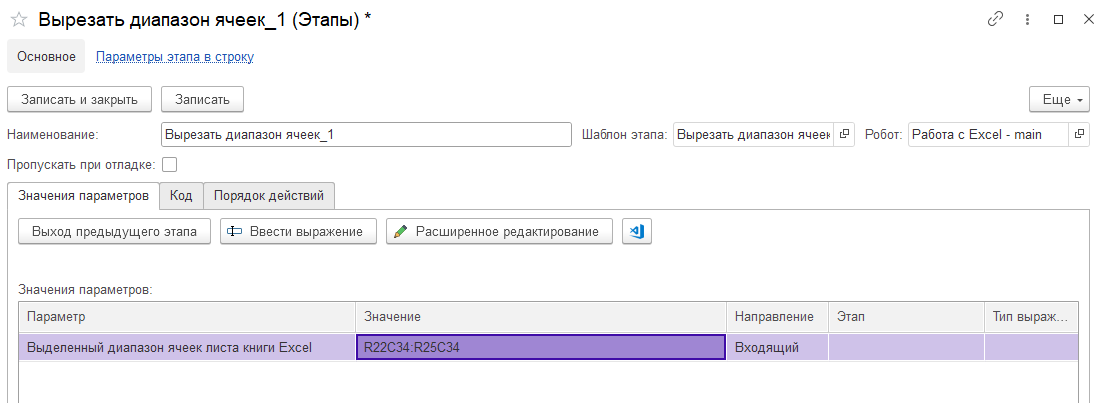 Вырезать диапазон ячеек_1 (Этапы) *
Основное Параметры этапа в строку
Записать и закрыть Записать Еще
Наименование: Вырезать диапазон ячеек_1 Шаблон этапа: Вырезать диапазон ячеек Робот: Работа с Excel - main
Пропускать при отладке:
Значения параметров Код Порядок действий
Выход предыдущего этапа Ввести выражение Расширенное редактирование
Значения параметров:
Параметр Значение Направление Этап Тип выраж...
Выделенный диапазон ячеек листа книги Excel R22C34:R25C34 Входящий